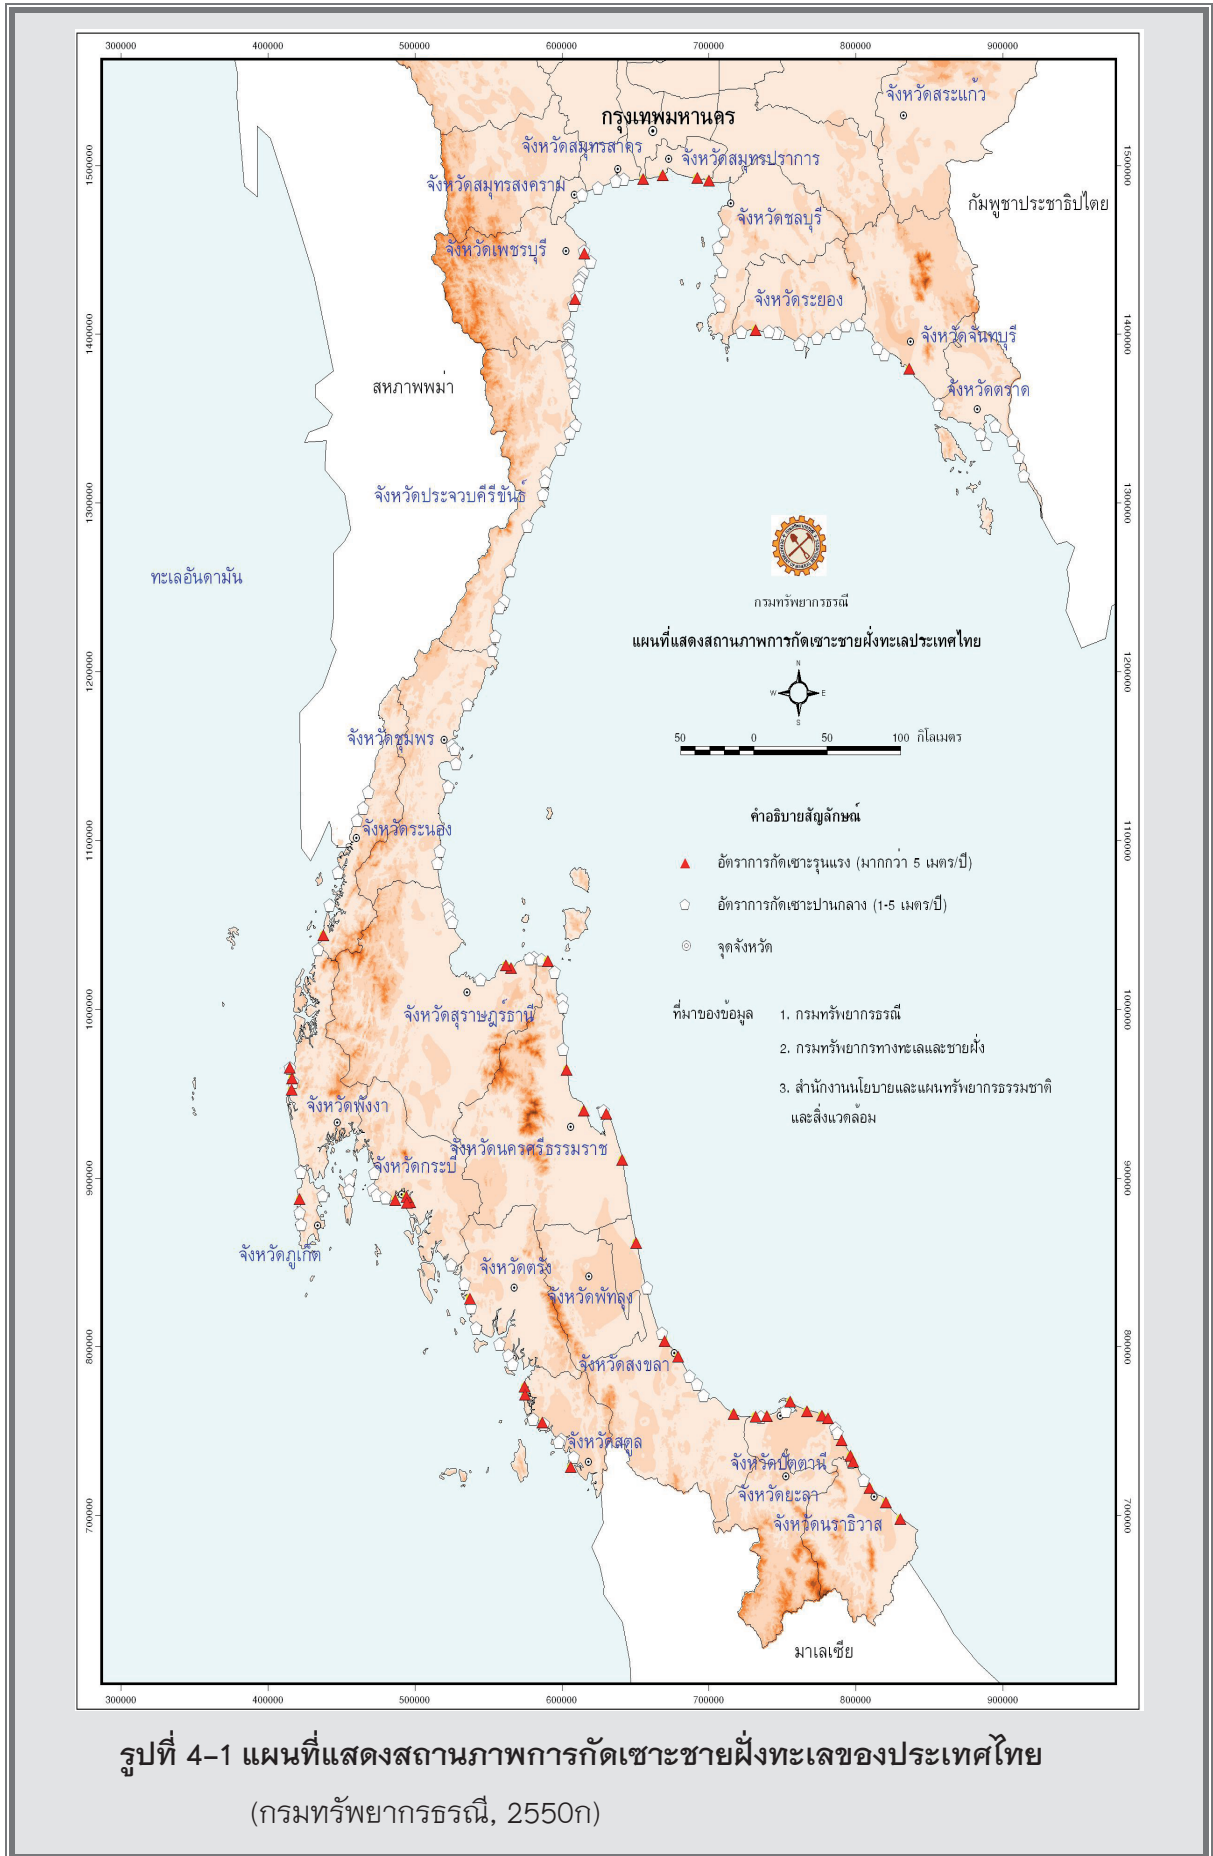 300000 400000 500000 600000 700000 800000 900000
จังหวัดสระแก้ว
กรุงเทพมหานคร
จังหวัดสมุทรสาคร
จังหวัดสมุทรปราการ
1500000 1500000
จังหวัดสมุทรสงคราม
กัมพูชาประชาธิปไตย
จังหวัดชลบุรี
จังหวัดเพชรบุรี
จังหวัดระยอง
1400000 1400000
จังหวัดจันทบุรี
สหภาพพม่า
จังหวัดตราด
จังหวัดประจวบคีรีขันธ์
1300000 1300000
ทะเลอันดามัน
กรมทรัพยากรธรณี
แผนที่แสดงสถานภาพการกัดเซาะชายฝั่งทะเลประเทศไทย
1200000 1200000
N
W E
S
จังหวัดชุมพร
50 0 50 100 กิโลเมตร
คำอธิบายสัญลักษณ์
จังหวัดระนอง
1100000 1100000
อัตราการกัดเซาะรุนแรง (มากกว่า 5 เมตร/ปี)
อัตราการกัดเซาะปานกลาง (1-5 เมตร/ปี)
จุดจังหวัด
จังหวัดสุราษฎร์ธานี
1000000 1000000
ที่มาของข้อมูล 1. กรมทรัพยากรธรณี
2. กรมทรัพยากรทางทะเลและชายฝั่ง
3. สำนักงานนโยบายและแผนทรัพยากรธรรมชาติ
และสิ่งแวดล้อม
จังหวัดพังงา
จังหวัดนครศรีธรรมราช
จังหวัดกระบี่
900000 900000
จังหวัดภูเก็ต
จังหวัดตรัง
จังหวัดพัทลุง
800000 800000
จังหวัดสงขลา
จังหวัดสตูล
จังหวัดปัตตานี
จังหวัดยะลา
700000 700000
จังหวัดนราธิวาส
มาเลเซีย
300000 400000 500000 600000 700000 800000 900000
รูปที่ 4-1 แผนที่แสดงสถานภาพการกัดเซาะชายฝั่งทะเลของประเทศไทย
(กรมทรัพยากรธรณี, 2550ก)